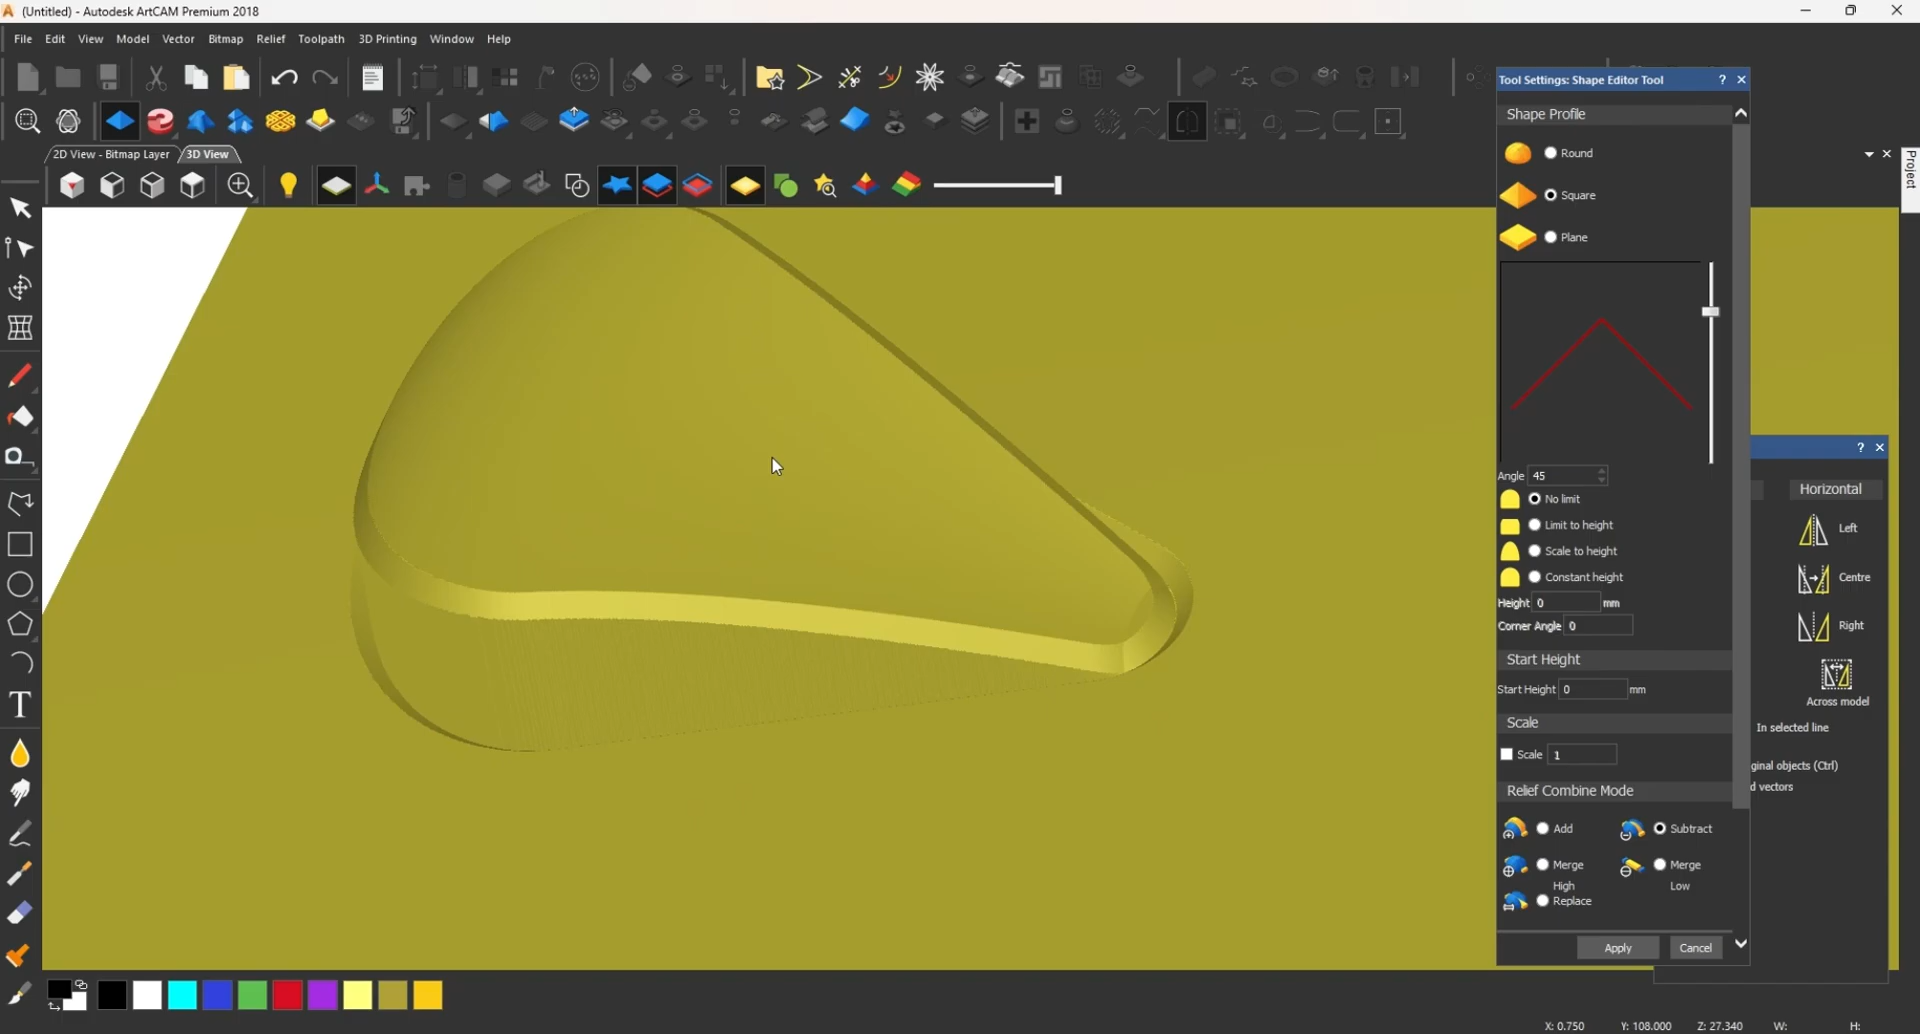 (Untitled) - Autodesk ArtCAM Premium 2018
File Edit View Model Vector Bitmap Relief Toolpath 3D Printing Window Help
Tool Settings: Shape Editor Tool ?
Shape Profile
2D View - Bitmap Layer 3D View
Project
Round
Square
Plane
?
Angle 45
Horizontal
No limit
Limit to height
Left
Scale to height
Constant height
Centre
Height 0 mm
Corner Angle 0
Right
Start Height
Start Height 0 mm
Across model
Scale
In selected line
Scale 1
ginal objects (Ctrl)
d vectors
Relief Combine Mode
Add Subtract
Merge High
Merge Low
Replace
Apply Cancel
T
X: 0.750 Y: 108.000 Z: 27.340 W: H: